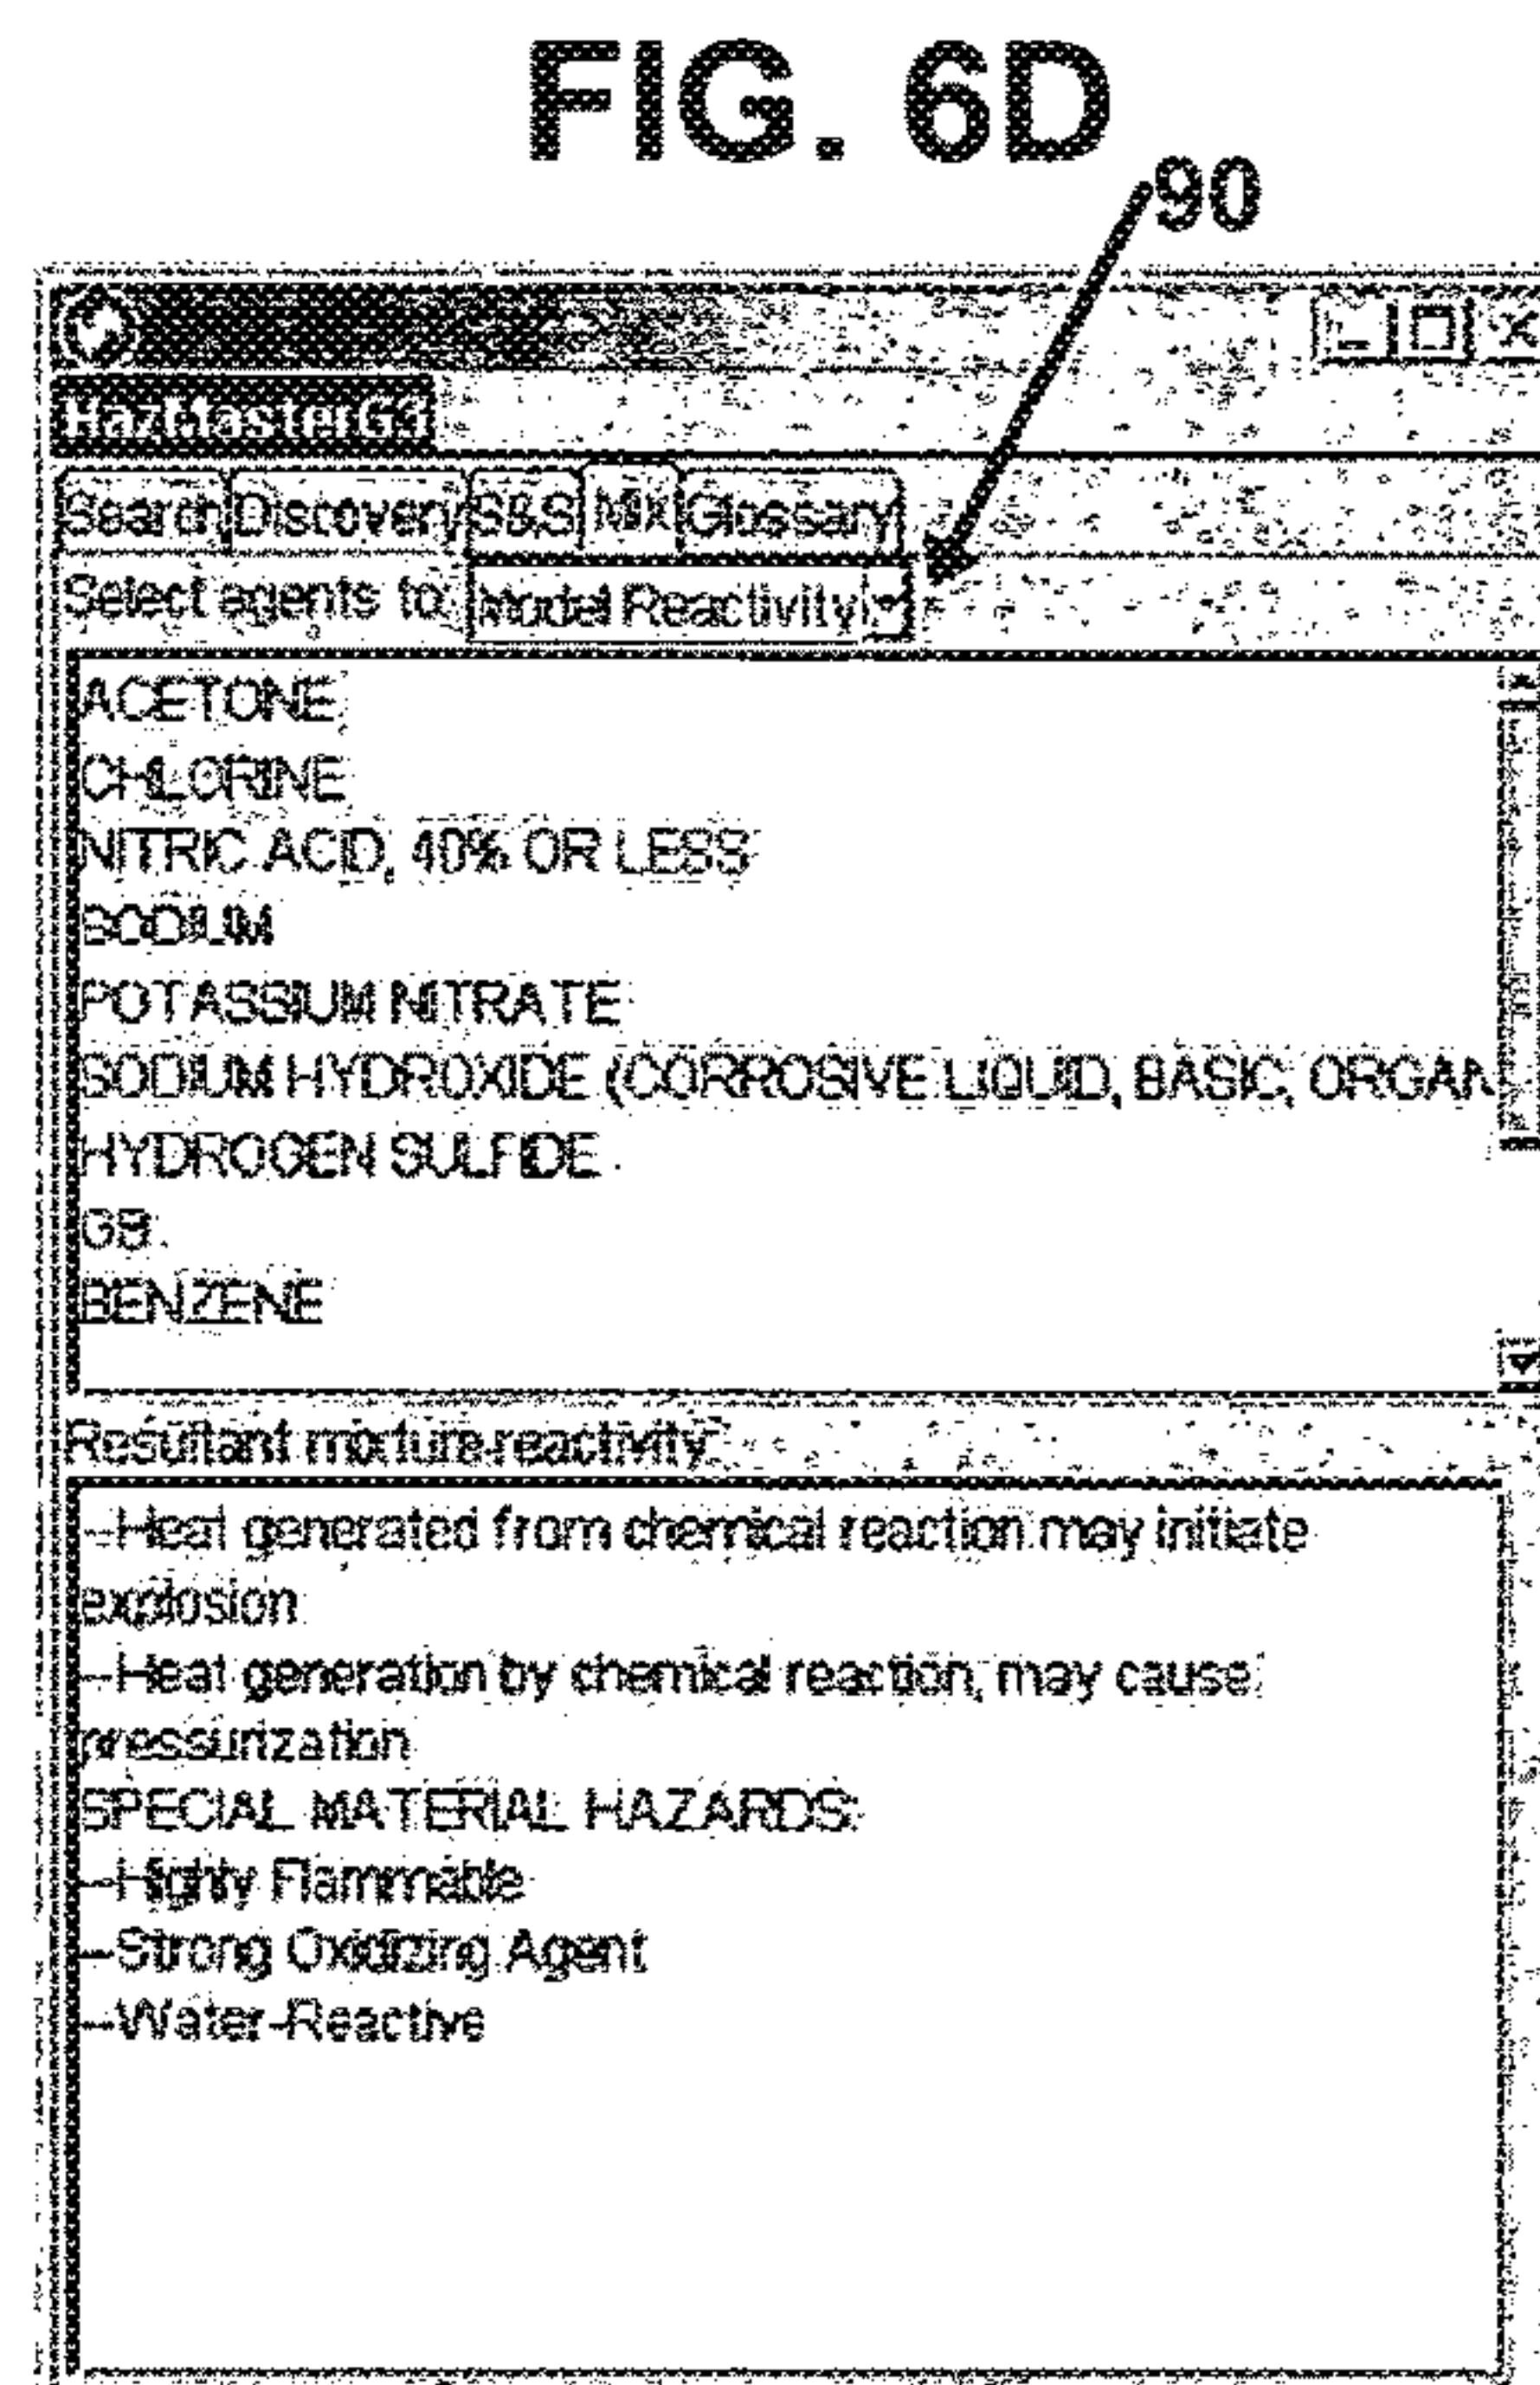 FIG. 6D
90
HazMasterG3
Search Discovery S&S Mix Glossary
Select agents to: Model Reactivity
ACETONE
CHLORINE
NITRIC ACID, 40% OR LESS
SODIUM
POTASSIUM NITRATE
SODIUM HYDROXIDE (CORROSIVE LIQUID, BASIC, ORGAN
HYDROGEN SULFIDE
GB
BENZENE
Resultant mixture reactivity
--Heat generated from chemical reaction may initiate
explosion
--Heat generation by chemical reaction, may cause
pressurization
SPECIAL MATERIAL HAZARDS:
--Highly Flammable
--Strong Oxidizing Agent
--Water-Reactive